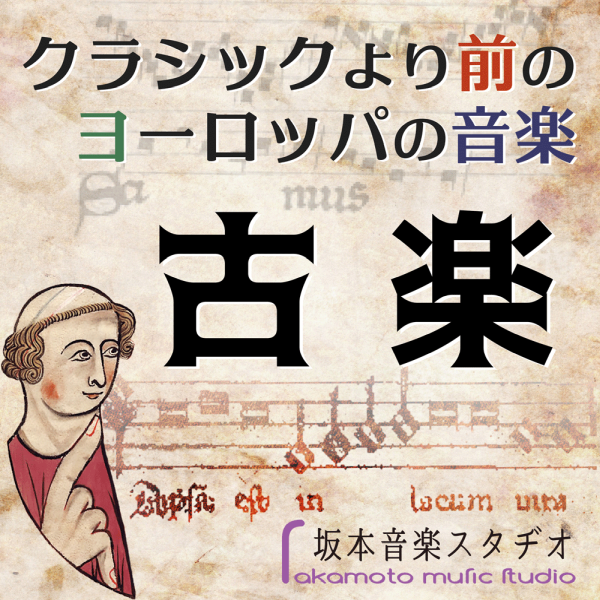 クラシックより前の
ヨーロッパの音楽
Sa mus
古楽
est in locum
坂本音楽スタヂオ
sakamoto music studio